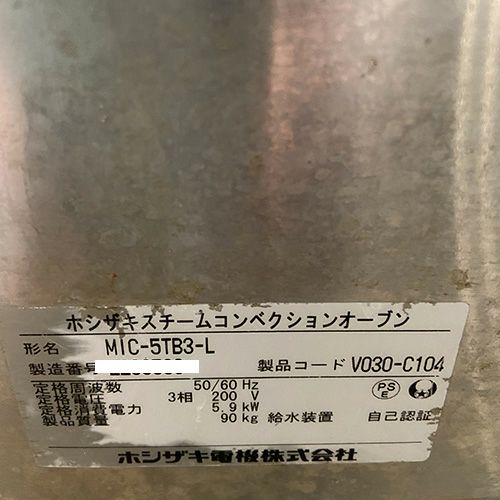 ホシザキスチームコンベクションオーブン
形名 MIC-5TB3-L
製造番号 製品コード V030-C104
定格周波数 50/60 Hz
定格電圧 3相 200 V
定格消費電力 5.9 kW
製品質量 90 kg 給水装置 自己認証
PS E
ホシザキ電機株式会社